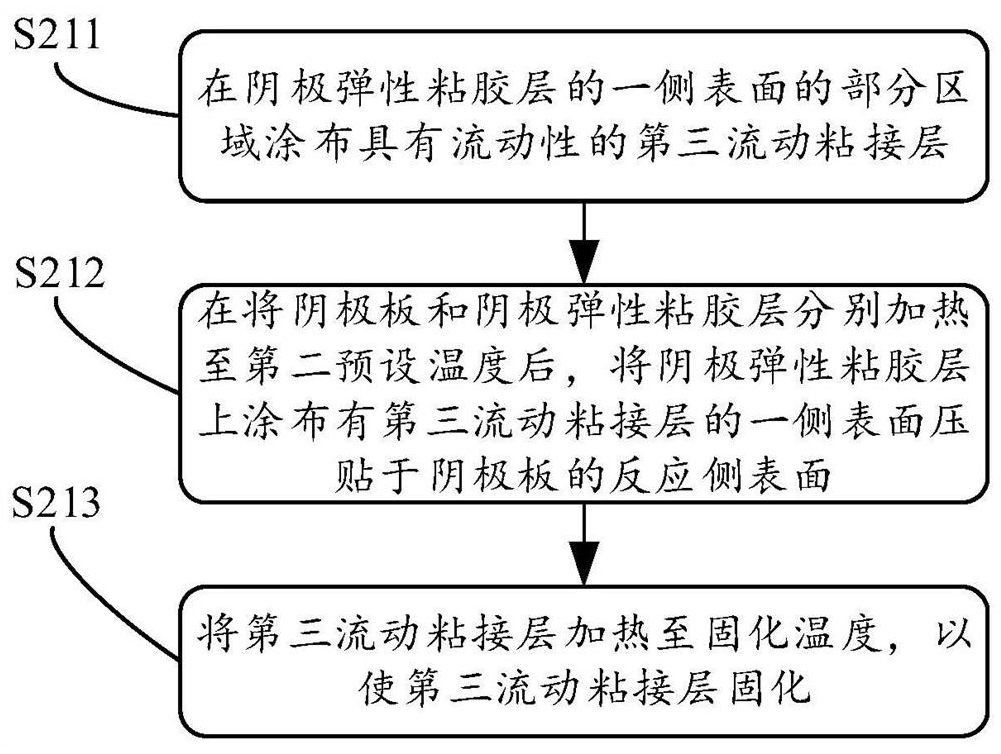 S211
在阴极弹性粘胶层的一侧表面的部分区
域涂布具有流动性的第三流动粘接层
S212
在将阴极板和阴极弹性粘胶层分别加热
至第二预设温度后，将阴极弹性粘胶层
上涂布有第三流动粘接层的一侧表面压
贴于阴极板的反应侧表面
S213
将第三流动粘接层加热至固化温度，以
使第三流动粘接层固化